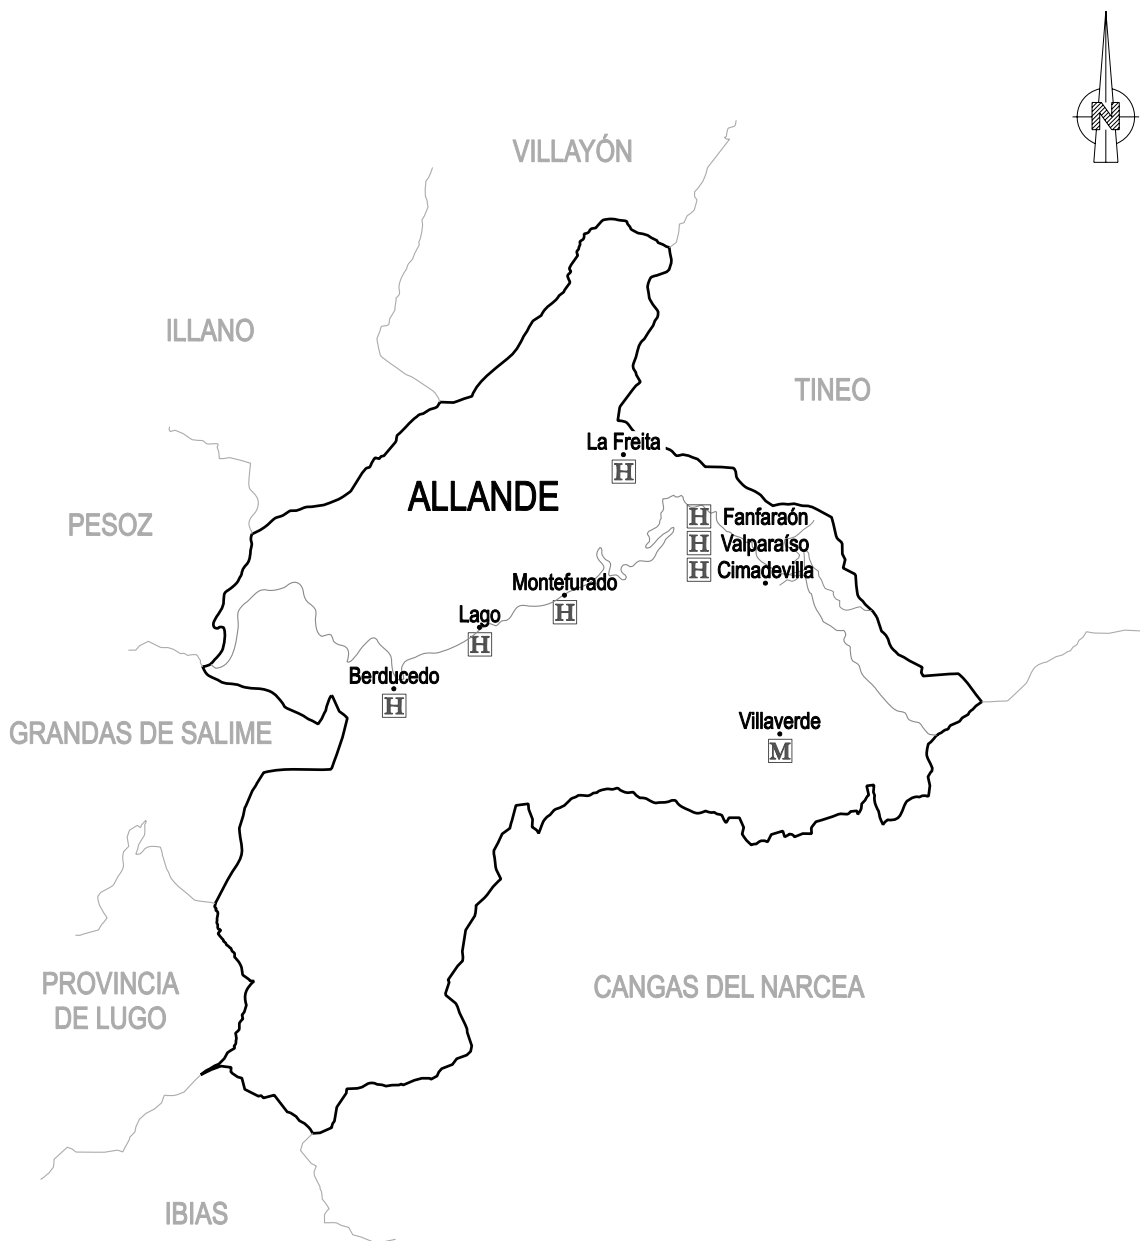 N
VILLAYÓN
ILLANO
TINEO
La Freita
H
ALLANDE
PESOZ
H Fanfaraón
H Valparaíso
H Cimadevilla
Montefurado
H
Lago
H
Berducedo
H
GRANDAS DE SALIME
Villaverde
M
PROVINCIA
DE LUGO
CANGAS DEL NARCEA
IBIAS